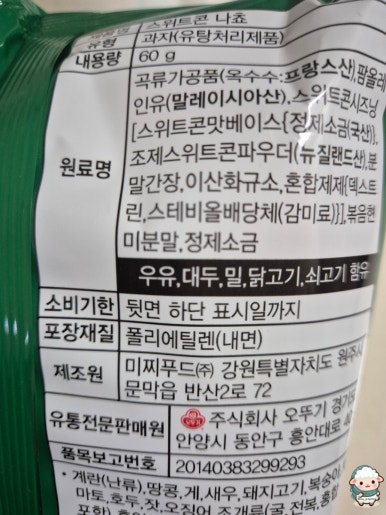 스위트콘 나쵸
유형 과자(유탕처리제품)
내용량 60 g
원료명
곡류가공품(옥수수:프랑스산),팜올레
인유(말레이시아산),스위트콘시즈닝
[스위트콘맛베이스{정제소금(국산),
조제스위트콘파우더(뉴질랜드산),분
말간장,이산화규소,혼합제제{덱스트
린,스테비올배당체(감미료)}],볶음현
미분말,정제소금
우유,대두,밀,닭고기,쇠고기 함유
소비기한 뒷면 하단 표시일까지
포장재질 폴리에틸렌(내면)
제조원 미찌푸드㈜ 강원특별자치도 원주시
문막읍 반산2로 72
유통전문판매원 주식회사 오뚜기 경기도
안양시 동안구 흥안대로
품목보고번호 20140383299293
• 계란(난류),땅콩,게,새우,돼지고기,복숭아,
마토,호두,잣,오징어,조개류(굴,전복,홍합